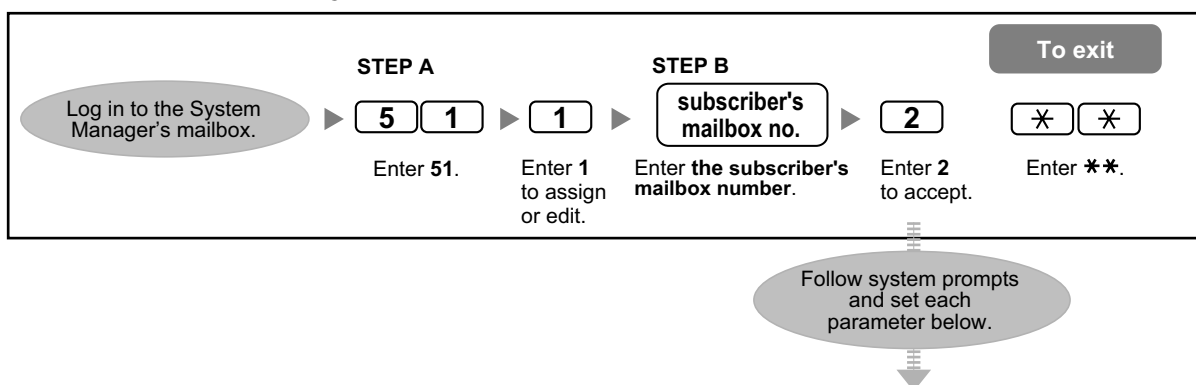 To exit
STEP A
STEP B
Log in to the System
Manager's mailbox.
5 1
1
subscriber's
mailbox no.
2
* *
Enter 51.
Enter 1
to assign
or edit.
Enter the subscriber's
mailbox number.
Enter 2
to accept.
Enter **.
Follow system prompts
and set each
parameter below.